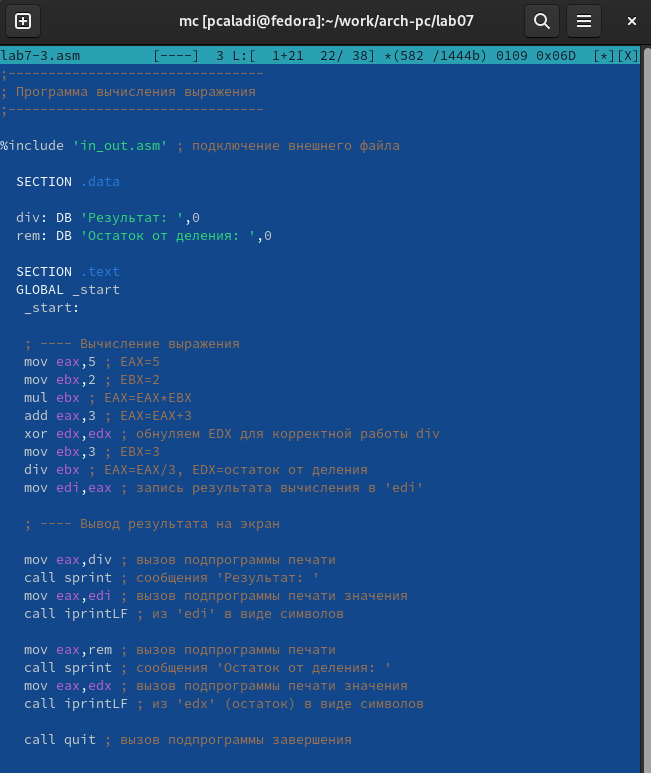 mc [pcaladi@fedora]:~/work/arch-pc/lab07
lab7-3.asm [----] 3 L:[ 1+21 22/ 38] *(582 /1444b) 0109 0x06D [*][X]
;--------------------------------
; Программа вычисления выражения
;--------------------------------
%include 'in_out.asm' ; подключение внешнего файла
SECTION .data
div: DB 'Результат: ',0
rem: DB 'Остаток от деления: ',0
SECTION .text
GLOBAL _start
_start:
; ---- Вычисление выражения
mov eax,5 ; EAX=5
mov ebx,2 ; EBX=2
mul ebx ; EAX=EAX*EBX
add eax,3 ; EAX=EAX+3
xor edx,edx ; обнуляем EDX для корректной работы div
mov ebx,3 ; EBX=3
div ebx ; EAX=EAX/3, EDX=остаток от деления
mov edi,eax ; запись результата вычисления в 'edi'
; ---- Вывод результата на экран
mov eax,div ; вызов подпрограммы печати
call sprint ; сообщения 'Результат: '
mov eax,edi ; вызов подпрограммы печати значения
call iprintLF ; из 'edi' в виде символов
mov eax,rem ; вызов подпрограммы печати
call sprint ; сообщения 'Остаток от деления: '
mov eax,edx ; вызов подпрограммы печати значения
call iprintLF ; из 'edx' (остаток) в виде символов
call quit ; вызов подпрограммы завершения